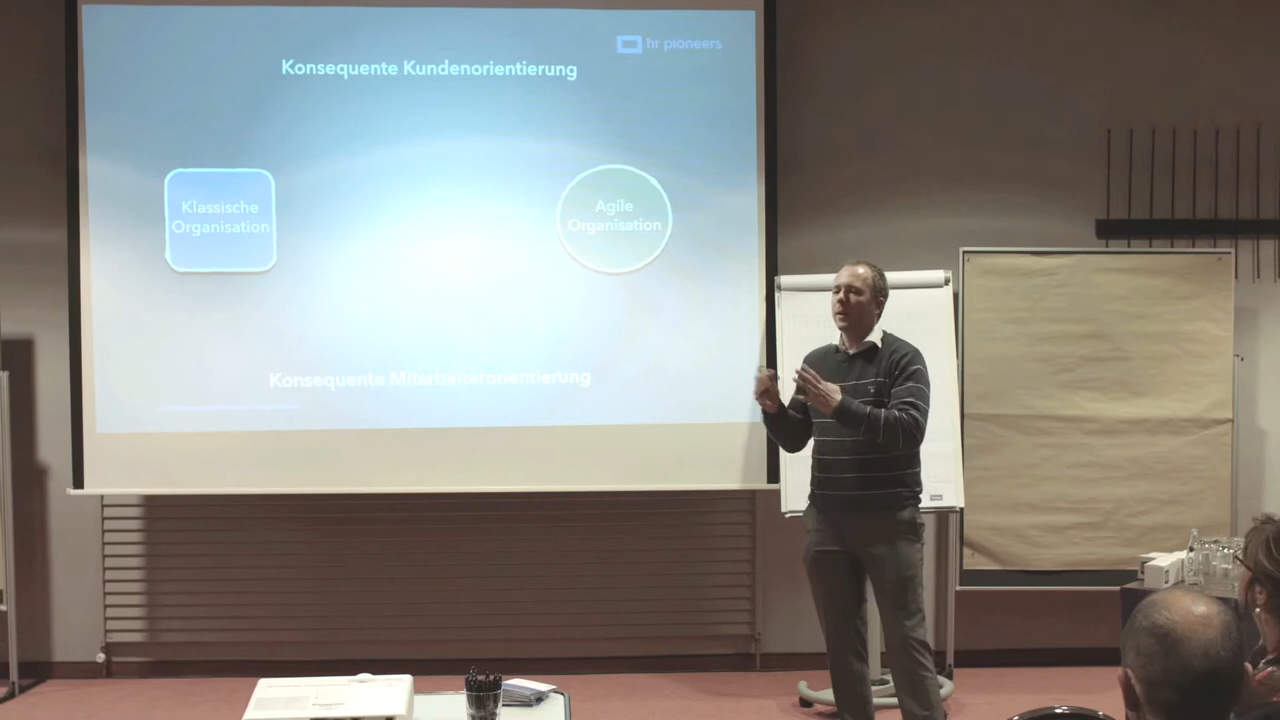 hr pioneers
Konsequente Kundenorientierung
Klassische
Organisation
Agile
Organisation
Konsequente Mitarbeiterorientierung